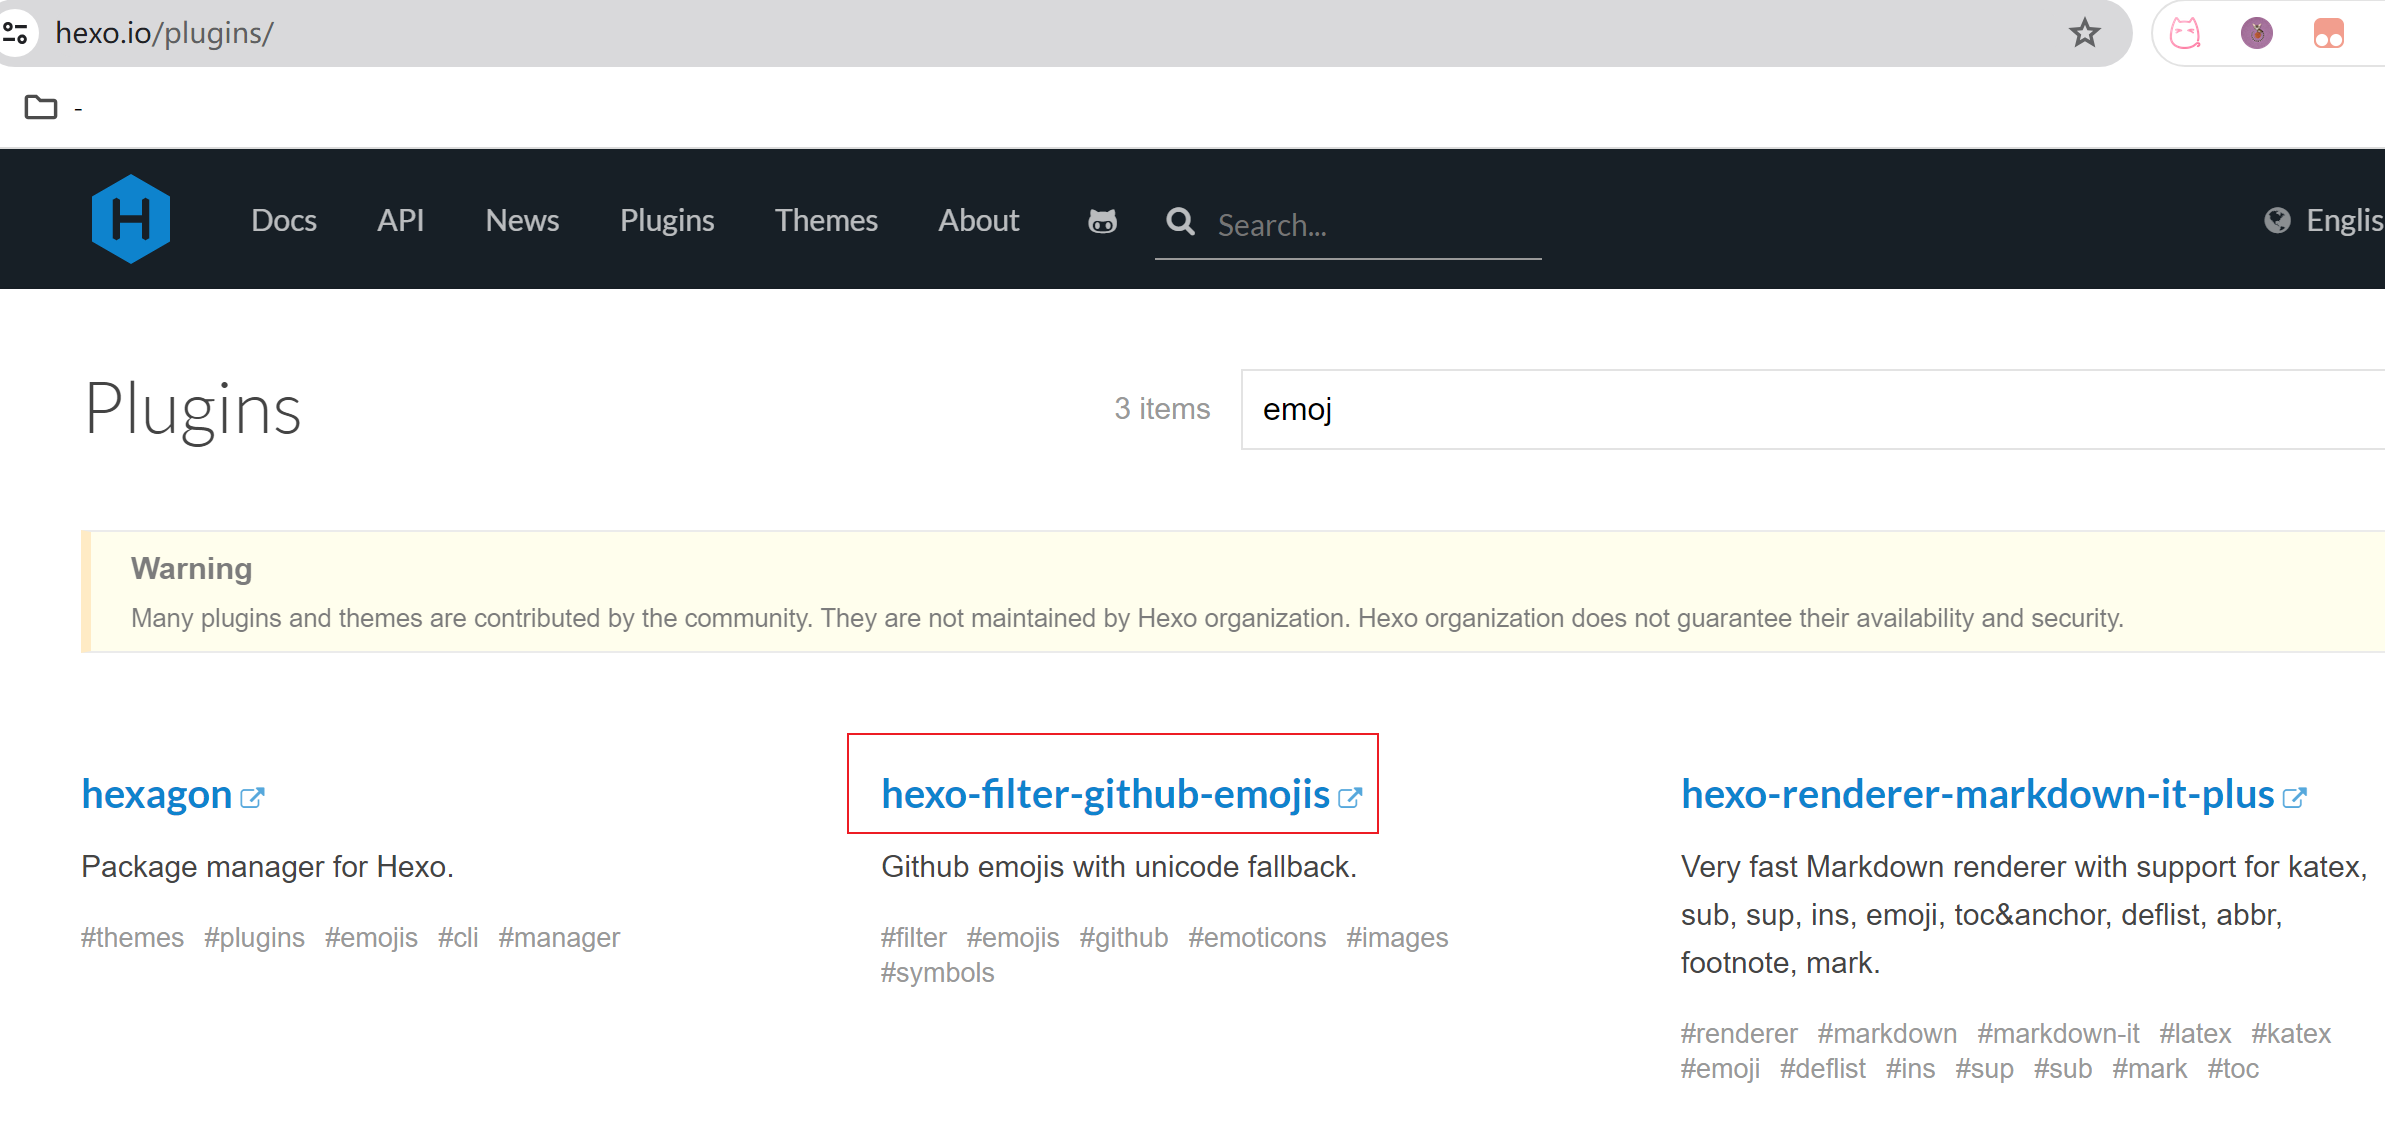 hexo.io/plugins/
-
H Docs API News Plugins Themes About Search... Englis
Plugins 3 items emoj
Warning
Many plugins and themes are contributed by the community. They are not maintained by Hexo organization. Hexo organization does not guarantee their availability and security.
hexagon
Package manager for Hexo.
#themes #plugins #emojis #cli #manager
hexo-filter-github-emojis
Github emojis with unicode fallback.
#filter #emojis #github #emoticons #images
#symbols
hexo-renderer-markdown-it-plus
Very fast Markdown renderer with support for katex,
sub, sup, ins, emoji, toc&anchor, deflist, abbr,
footnote, mark.
#renderer #markdown #markdown-it #latex #katex
#emoji #deflist #ins #sup #sub #mark #toc